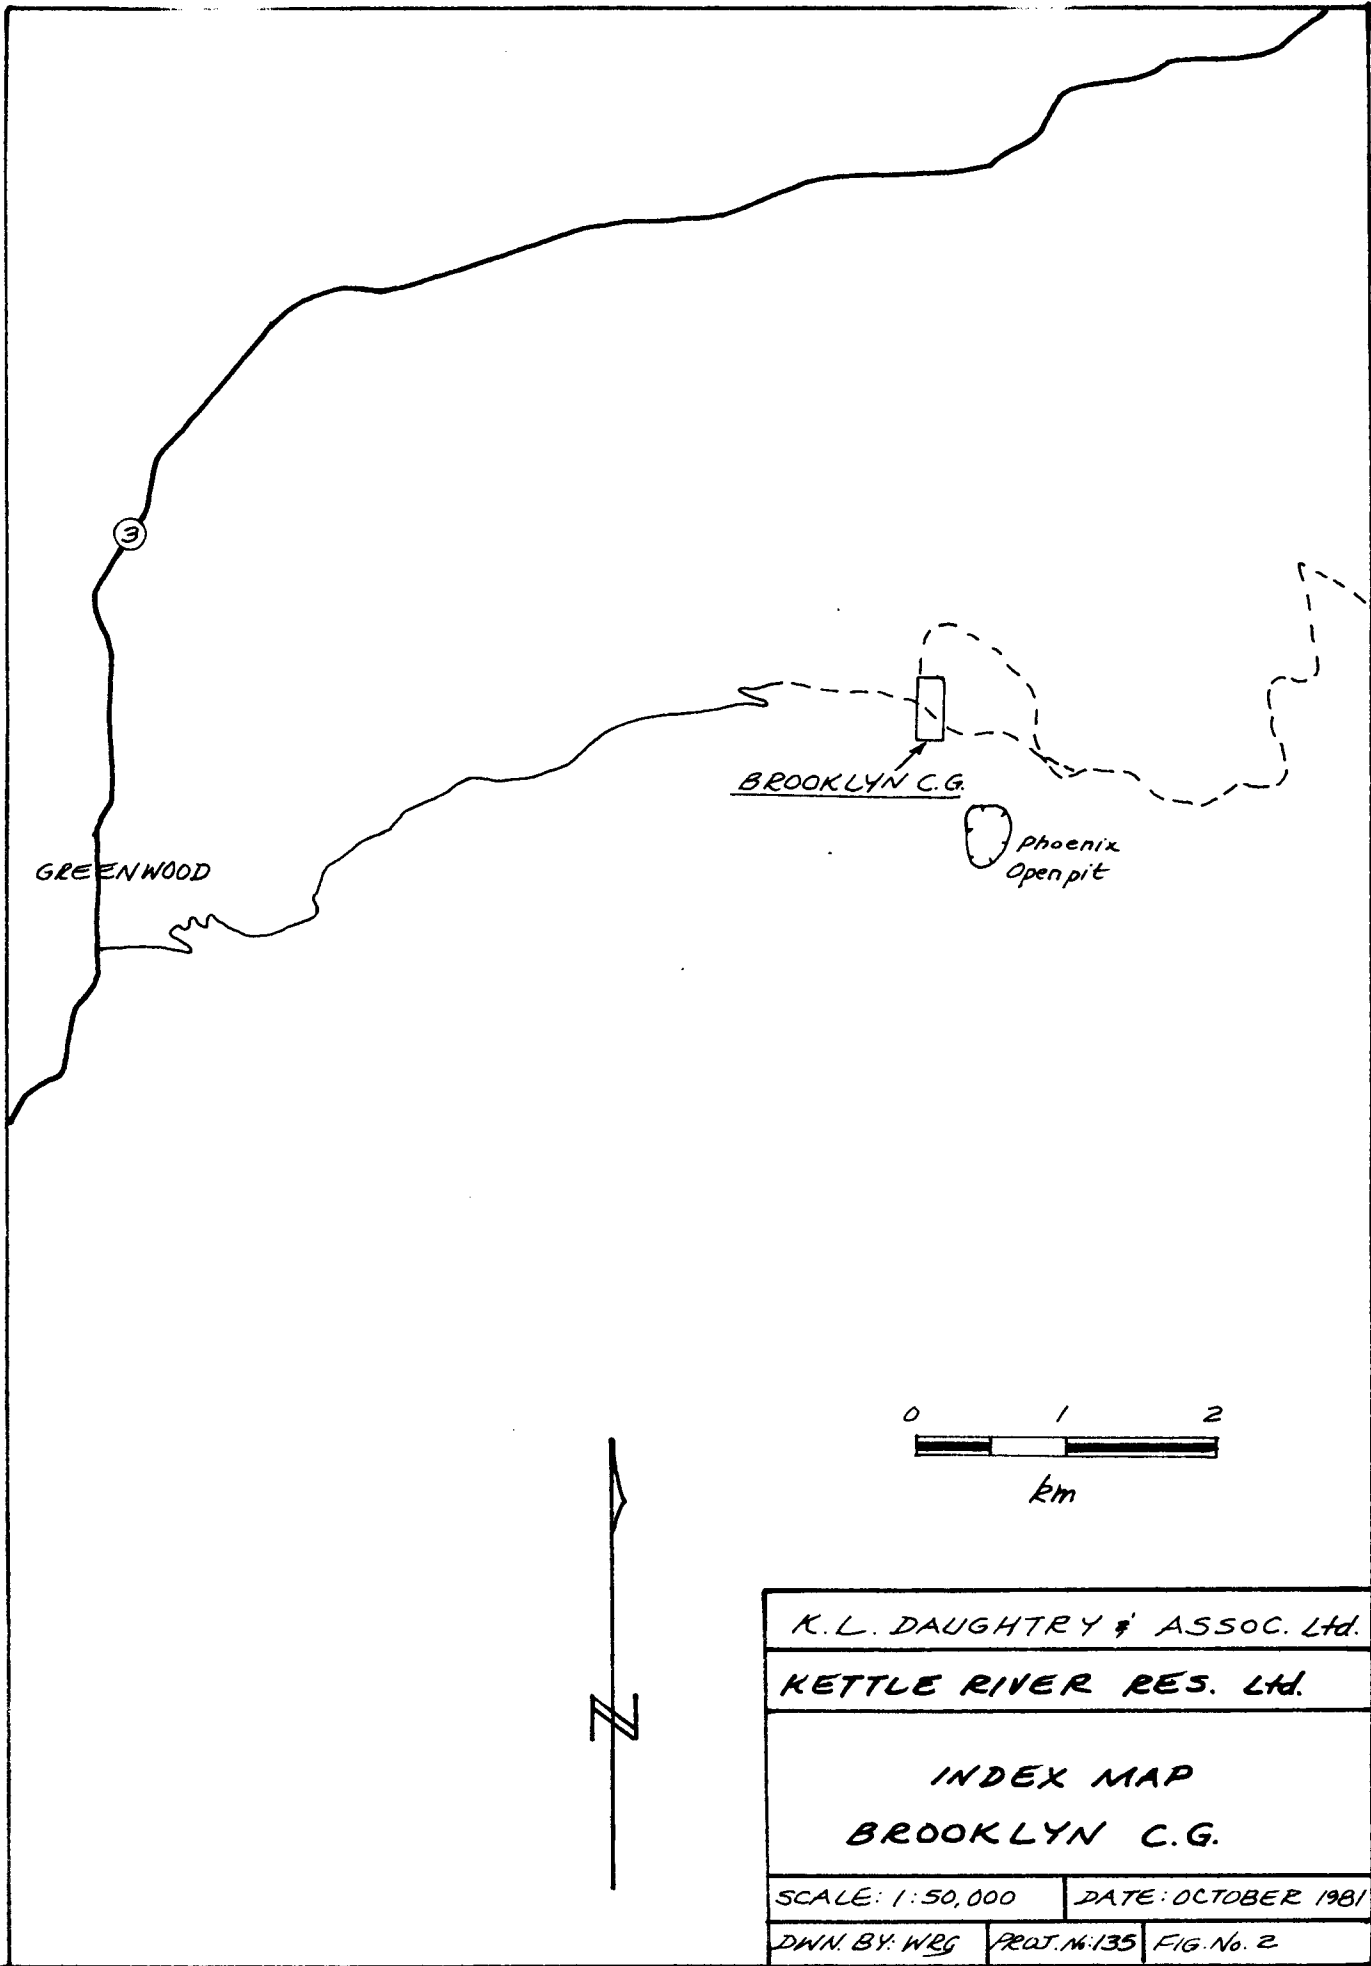 3
BROOKLYN C.G.
Phoenix
Openpit
GREENWOOD
0 1 2
km
N
K.L. DAUGHTRY & ASSOC. Ltd.
KETTLE RIVER RES. Ltd.
INDEX MAP
BROOKLYN C.G.
SCALE: 1:50,000 DATE: OCTOBER 1981
DWN. BY: WRG PROJ. No: 135 FIG. No. 2